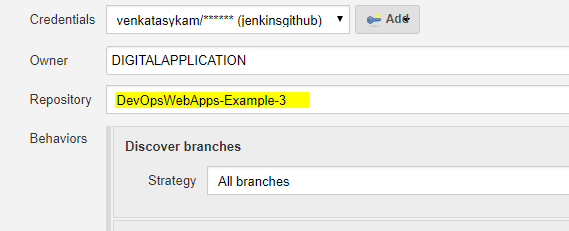 Credentials venkatasykam/****** (jenkinsgithub) Add
Owner DIGITALAPPLICATION
Repository DevOpsWebApps-Example-3
Behaviors
Discover branches
Strategy All branches